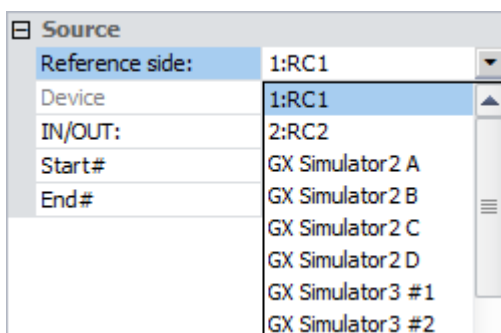 Source
Reference side: 1:RC1
Device 1:RC1
IN/OUT: 2:RC2
Start# GX Simulator2 A
End# GX Simulator2 B
GX Simulator2 C
GX Simulator2 D
GX Simulator3 #1
GX Simulator3 #2